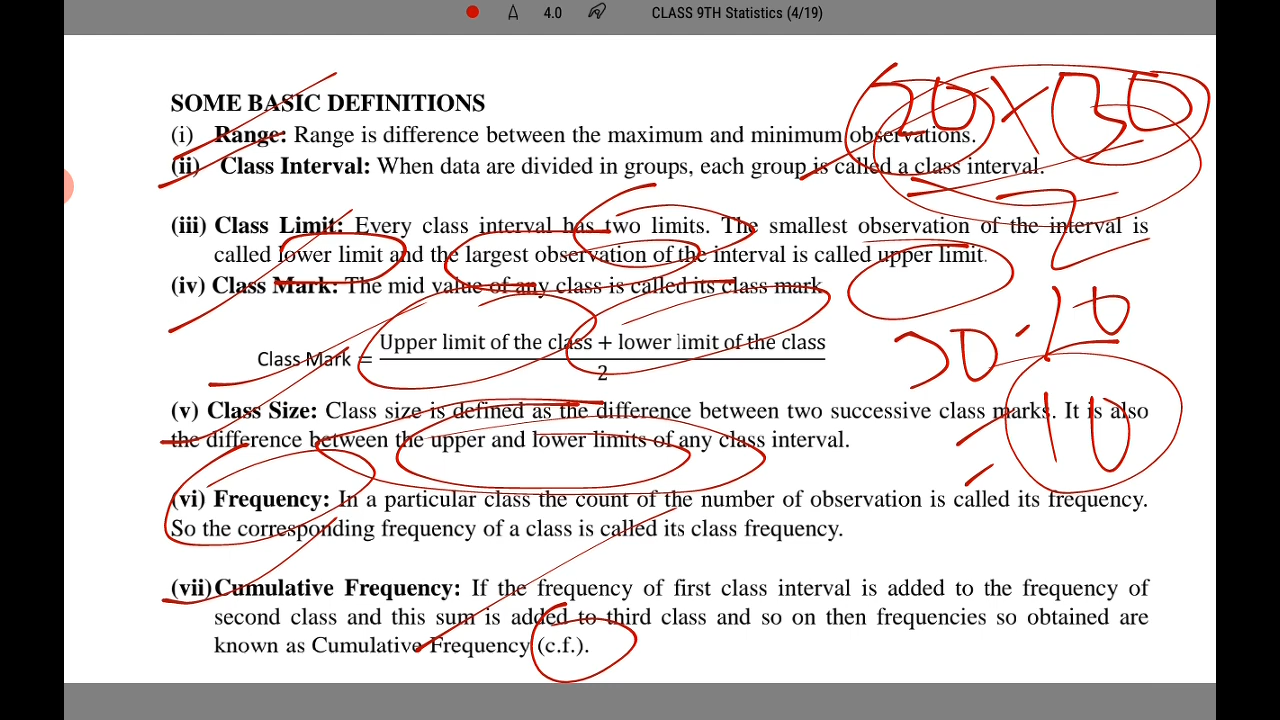 4.0 CLASS 9TH Statistics (4/19)
SOME BASIC DEFINITIONS
(i) Range: Range is difference between the maximum and minimum observations.
(ii) Class Interval: When data are divided in groups, each group is called a class interval.
(iii) Class Limit: Every class interval has two limits. The smallest observation of the interval is
called lower limit and the largest observation of the interval is called upper limit.
(iv) Class Mark: The mid value of any class is called its class mark.
Class Mark = Upper limit of the class + lower limit of the class
2
(v) Class Size: Class size is defined as the difference between two successive class marks. It is also
the difference between the upper and lower limits of any class interval.
(vi) Frequency: In a particular class the count of the number of observation is called its frequency.
So the corresponding frequency of a class is called its class frequency.
(vii) Cumulative Frequency: If the frequency of first class interval is added to the frequency of
second class and this sum is added to third class and so on then frequencies so obtained are
known as Cumulative Frequency (c.f.).
2
= 10